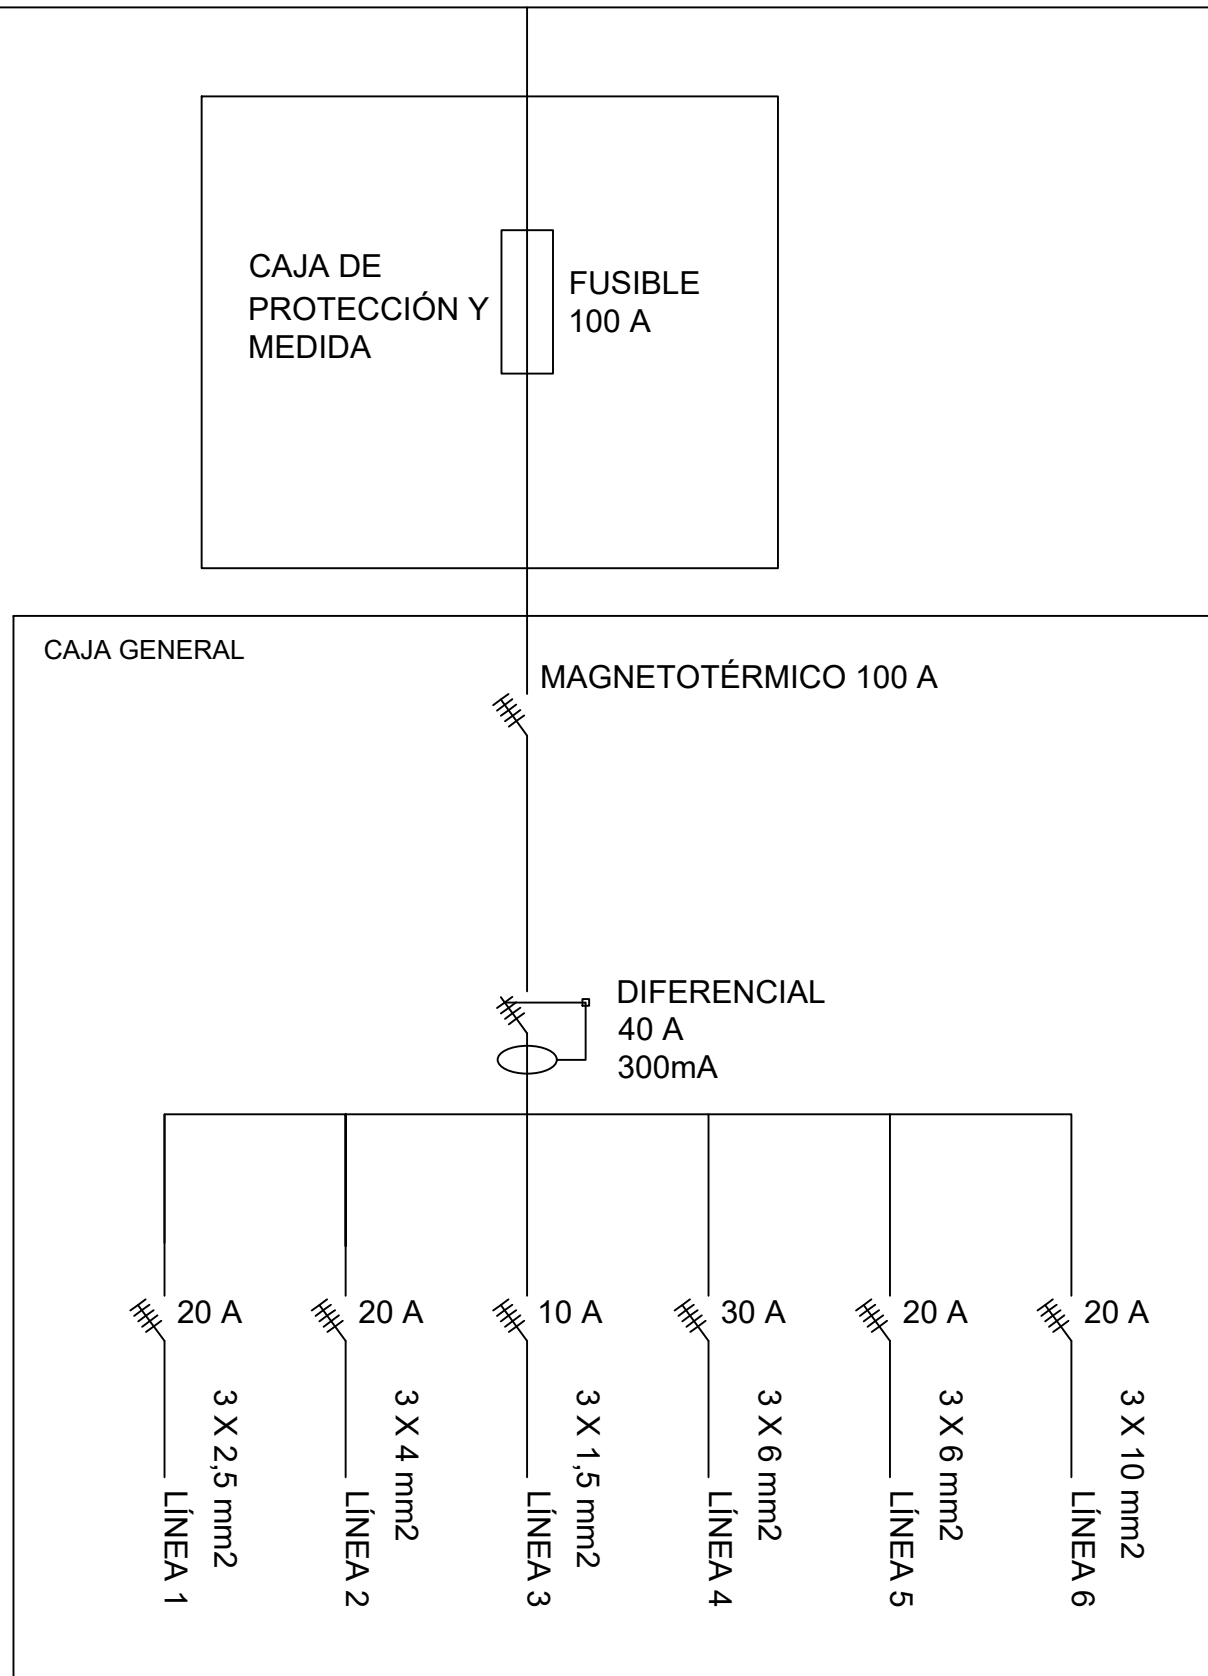 CAJA DE
PROTECCIÓN Y
MEDIDA
FUSIBLE
100 A
CAJA GENERAL
MAGNETOTÉRMICO 100 A
DIFERENCIAL
40 A
300mA
20 A
20 A
10 A
30 A
20 A
20 A
3 X 2,5 mm2
LÍNEA 1
3 X 4 mm2
LÍNEA 2
3 X 1,5 mm2
LÍNEA 3
3 X 6 mm2
LÍNEA 4
3 X 6 mm2
LÍNEA 5
3 X 10 mm2
LÍNEA 6